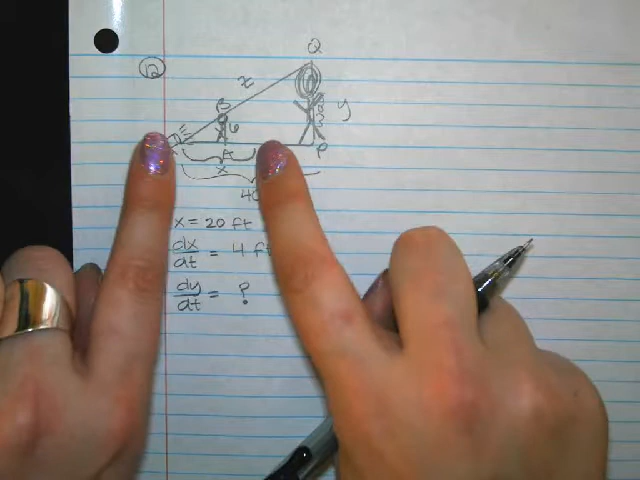 12
Q
z
B
y
6
P
x
40
x = 20 ft
dx/dt = 4 ft
dy/dt = ?